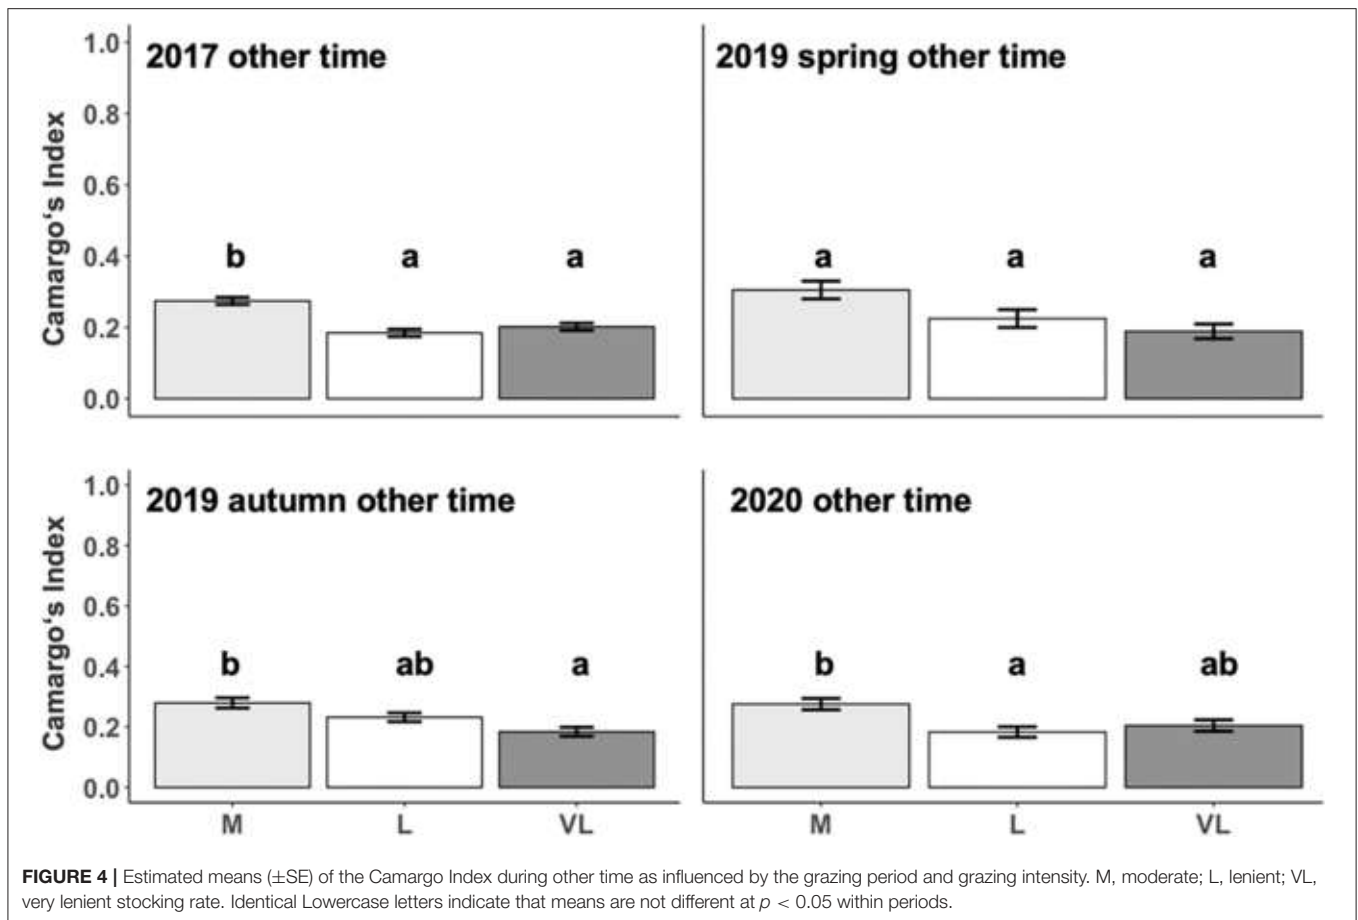 2017 other time
2019 spring other time
Camargo‘s Index
1.0
0.8
0.6
0.4
0.2
0.0
b a a
a a a
2019 autumn other time
2020 other time
Camargo‘s Index
1.0
0.8
0.6
0.4
0.2
0.0
b ab a
b a ab
M L VL
M L VL
FIGURE 4 | Estimated means (±SE) of the Camargo Index during other time as influenced by the grazing period and grazing intensity. M, moderate; L, lenient; VL,
very lenient stocking rate. Identical Lowercase letters indicate that means are not different at p < 0.05 within periods.